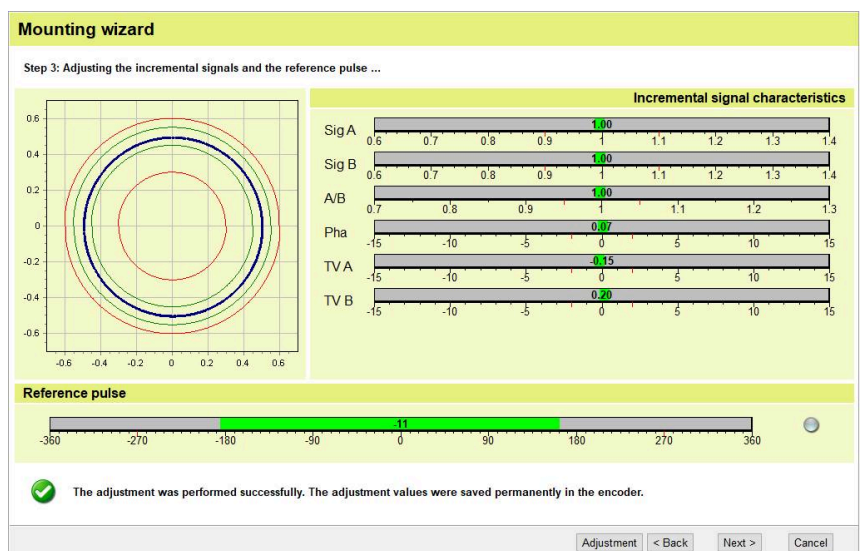 Mounting wizard
Step 3: Adjusting the incremental signals and the reference pulse ...
Incremental signal characteristics
0.6
0.4
0.2
0
-0.2
-0.4
-0.6
-0.6 -0.4 -0.2 0 0.2 0.4 0.6
Sig A 1.00
0.6 0.7 0.8 0.9 1 1.1 1.2 1.3 1.4
Sig B 1.00
0.6 0.7 0.8 0.9 1 1.1 1.2 1.3 1.4
A/B 1.00
0.7 0.8 0.9 1 1.1 1.2 1.3
Pha 0.07
-15 -10 -5 0 5 10 15
TV A -0.15
-15 -10 -5 0 5 10 15
TV B 0.20
-15 -10 -5 0 5 10 15
Reference pulse
-11
-360 -270 -180 -90 0 90 180 270 360
The adjustment was performed successfully. The adjustment values were saved permanently in the encoder.
Adjustment < Back Next > Cancel